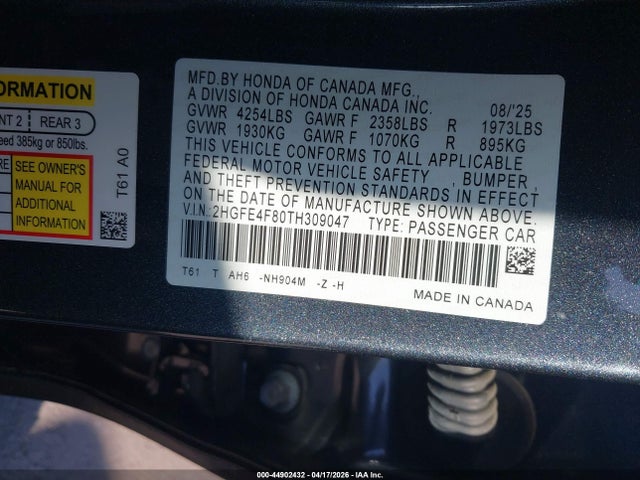 ORMATION
NT 2 REAR 3
ceed 385kg or 850lbs.
RE SEE OWNER'S
MANUAL FOR
ADDITIONAL
INFORMATION
T61 A0
MFD.BY HONDA OF CANADA MFG.,
A DIVISION OF HONDA CANADA INC. 08/'25
GVWR 4254LBS GAWR F 2358LBS R 1973LBS
GVWR 1930KG GAWR F 1070KG R 895KG
THIS VEHICLE CONFORMS TO ALL APPLICABLE
FEDERAL MOTOR VEHICLE SAFETY , BUMPER ,
AND THEFT PREVENTION STANDARDS IN EFFECT
ON THE DATE OF MANUFACTURE SHOWN ABOVE.
V.I.N.: 2HGFE4F80TH309047 TYPE: PASSENGER CAR
T61 T AH6 -NH904M -Z -H
MADE IN CANADA
000-44902432 - 04/17/2026 - IAA Inc.